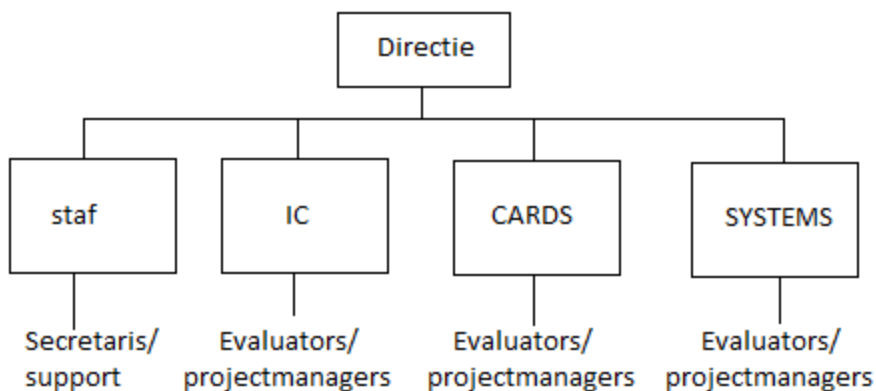 Directie
staf
IC
CARDS
SYSTEMS
Secretaris/
support
Evaluators/
projectmanagers
Evaluators/
projectmanagers
Evaluators/
projectmanagers